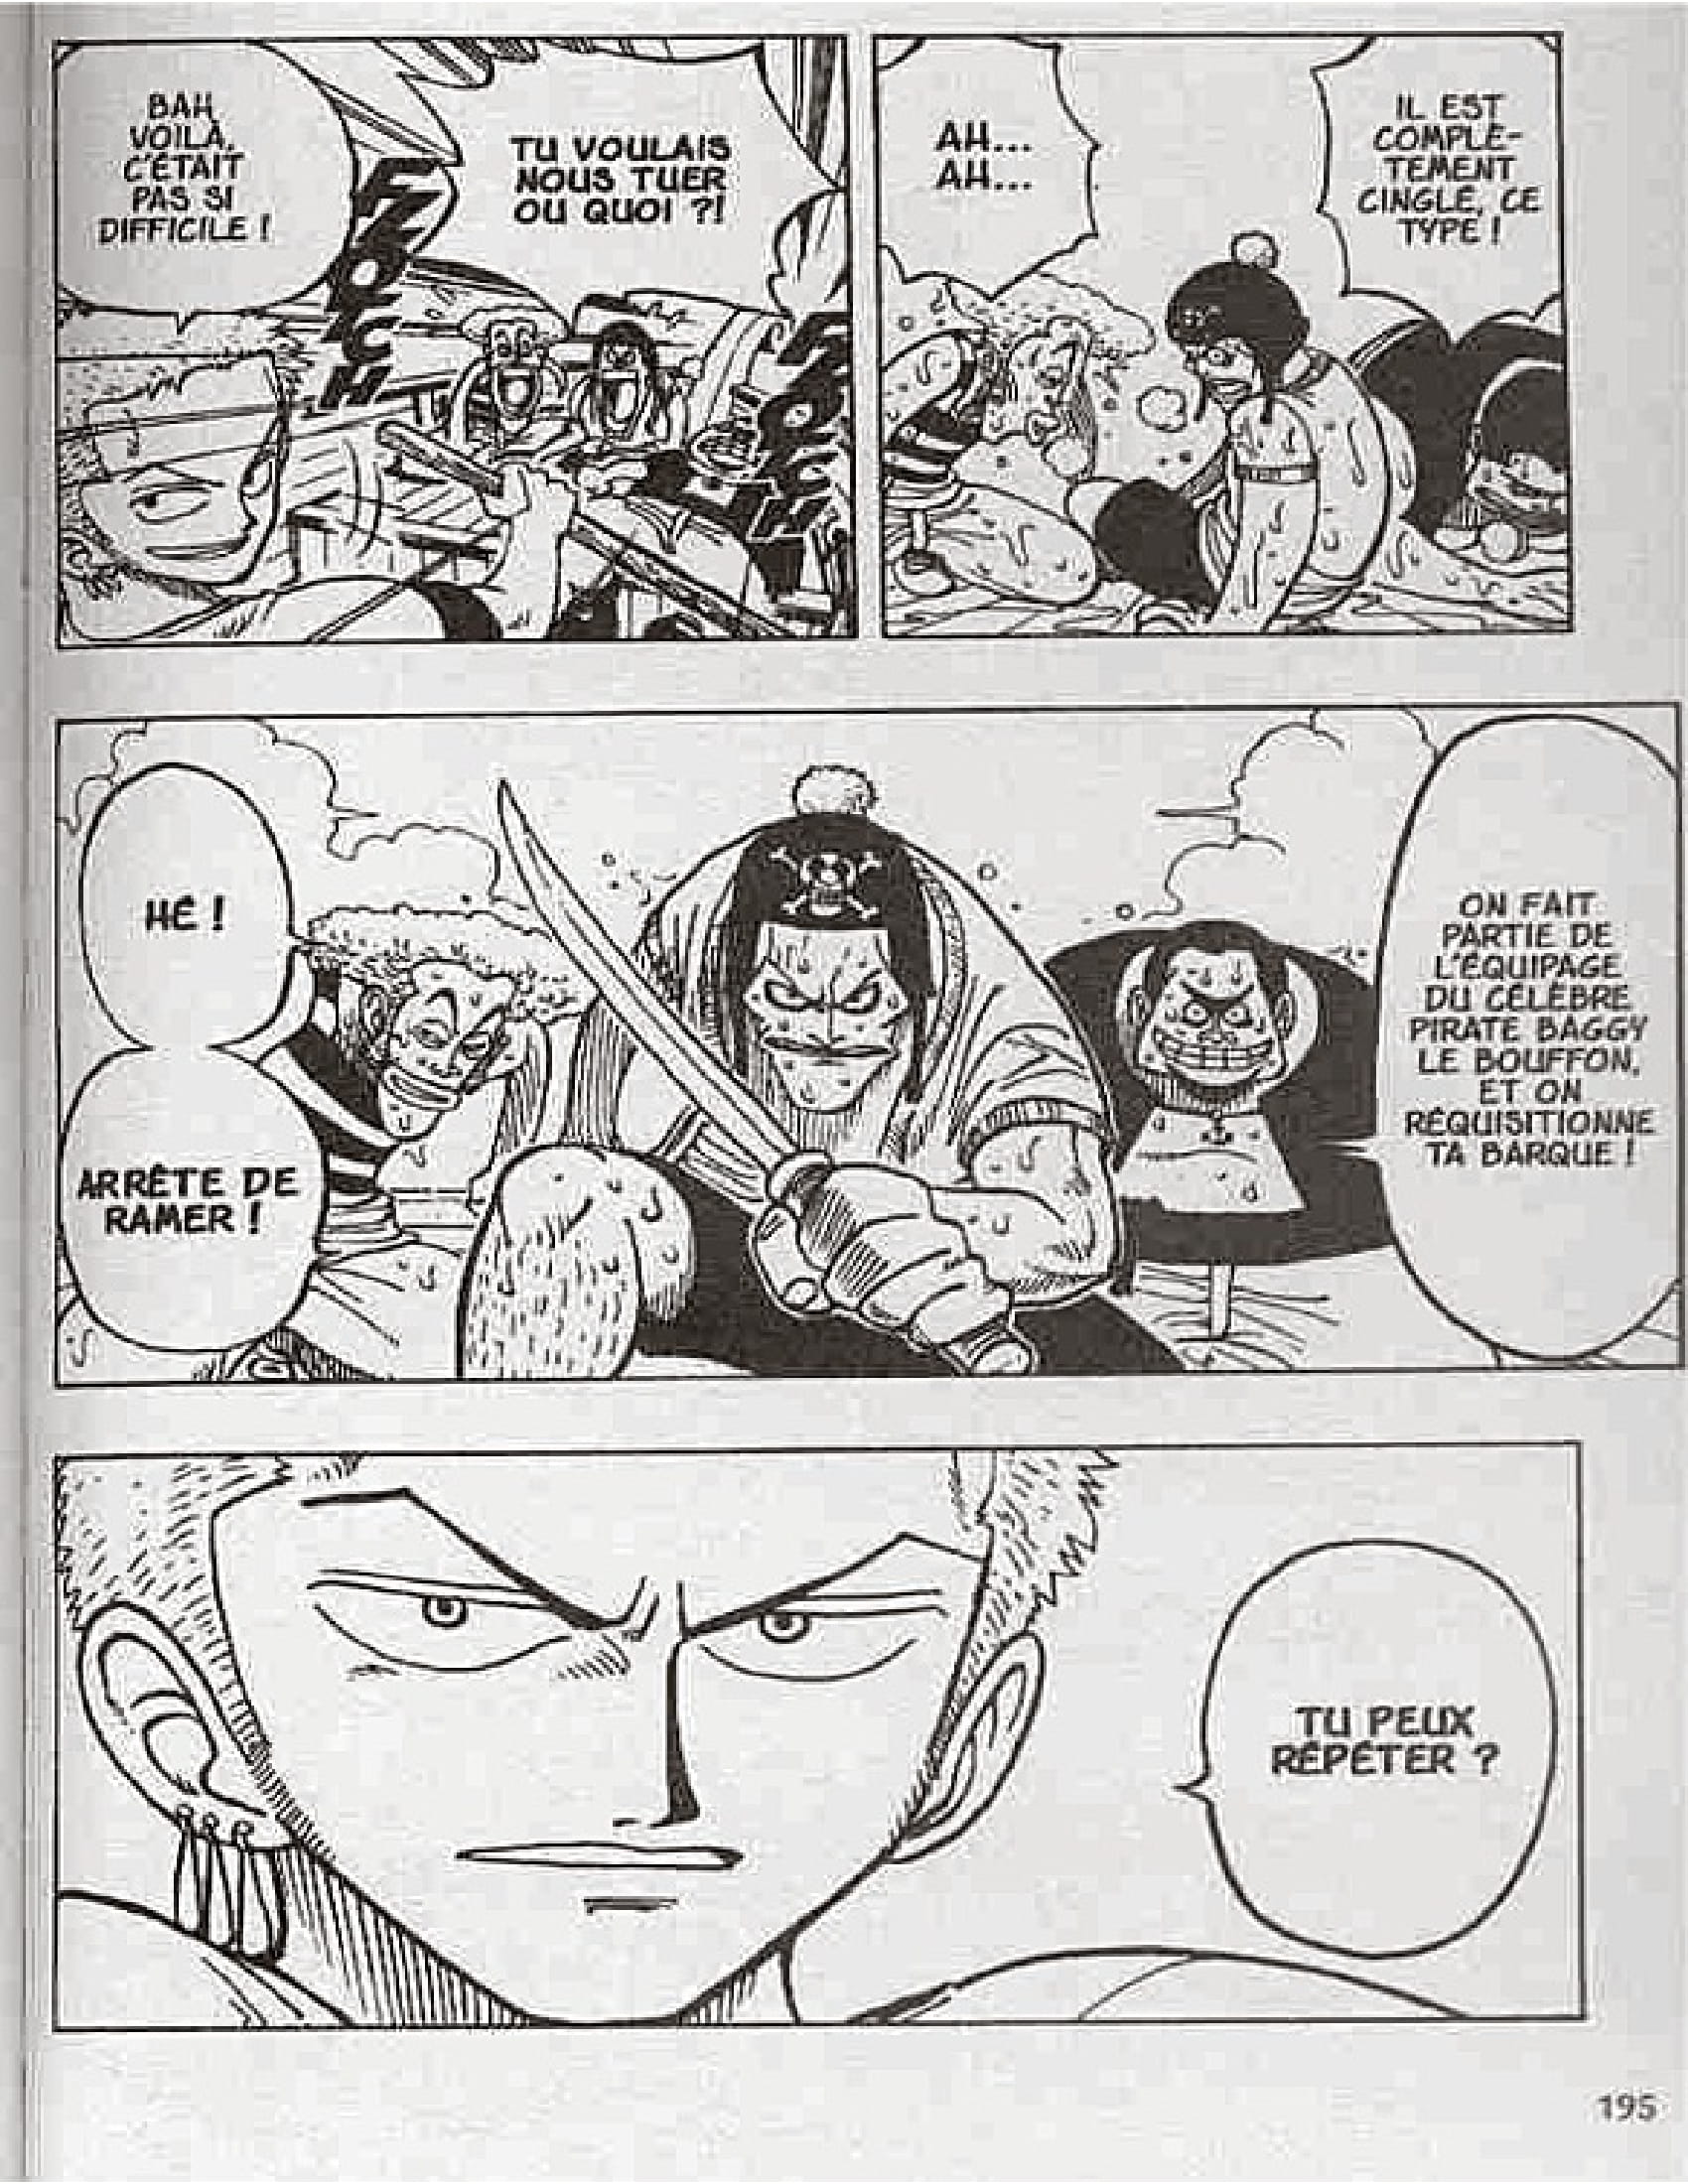 BAH
VOILÀ,
C'ÉTAIT
PAS SI
DIFFICILE !
TU VOULAIS
NOUS TUER
OU QUOI ?!
AH...
AH...
IL EST
COMPLÈ-
TEMENT
CINGLÉ, CE
TYPE !
HÉ !
ARRÊTE DE
RAMER !
ON FAIT
PARTIE DE
L'ÉQUIPAGE
DU CÉLÈBRE
PIRATE BAGGY
LE BOUFFON,
ET ON
RÉQUISITIONNE
TA BARQUE !
TU PEUX
RÉPÉTER ?
195